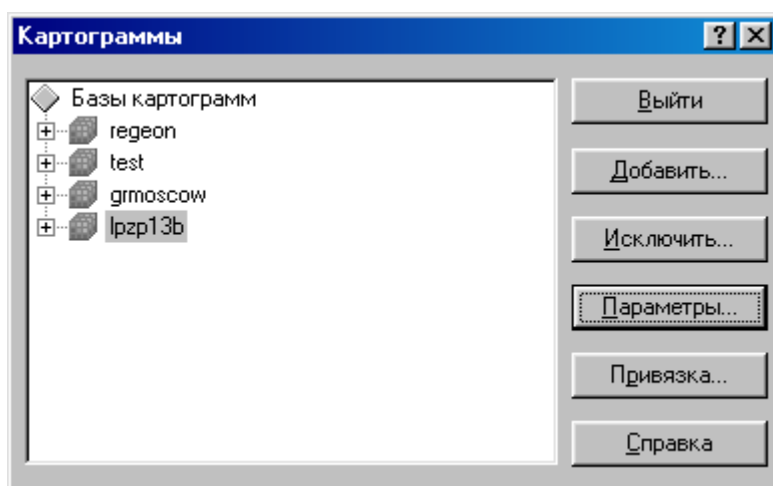 Картограммы
Базы картограмм
regeon
test
grmoscow
lpzp13b
Выйти
Добавить...
Исключить...
Параметры...
Привязка...
Справка